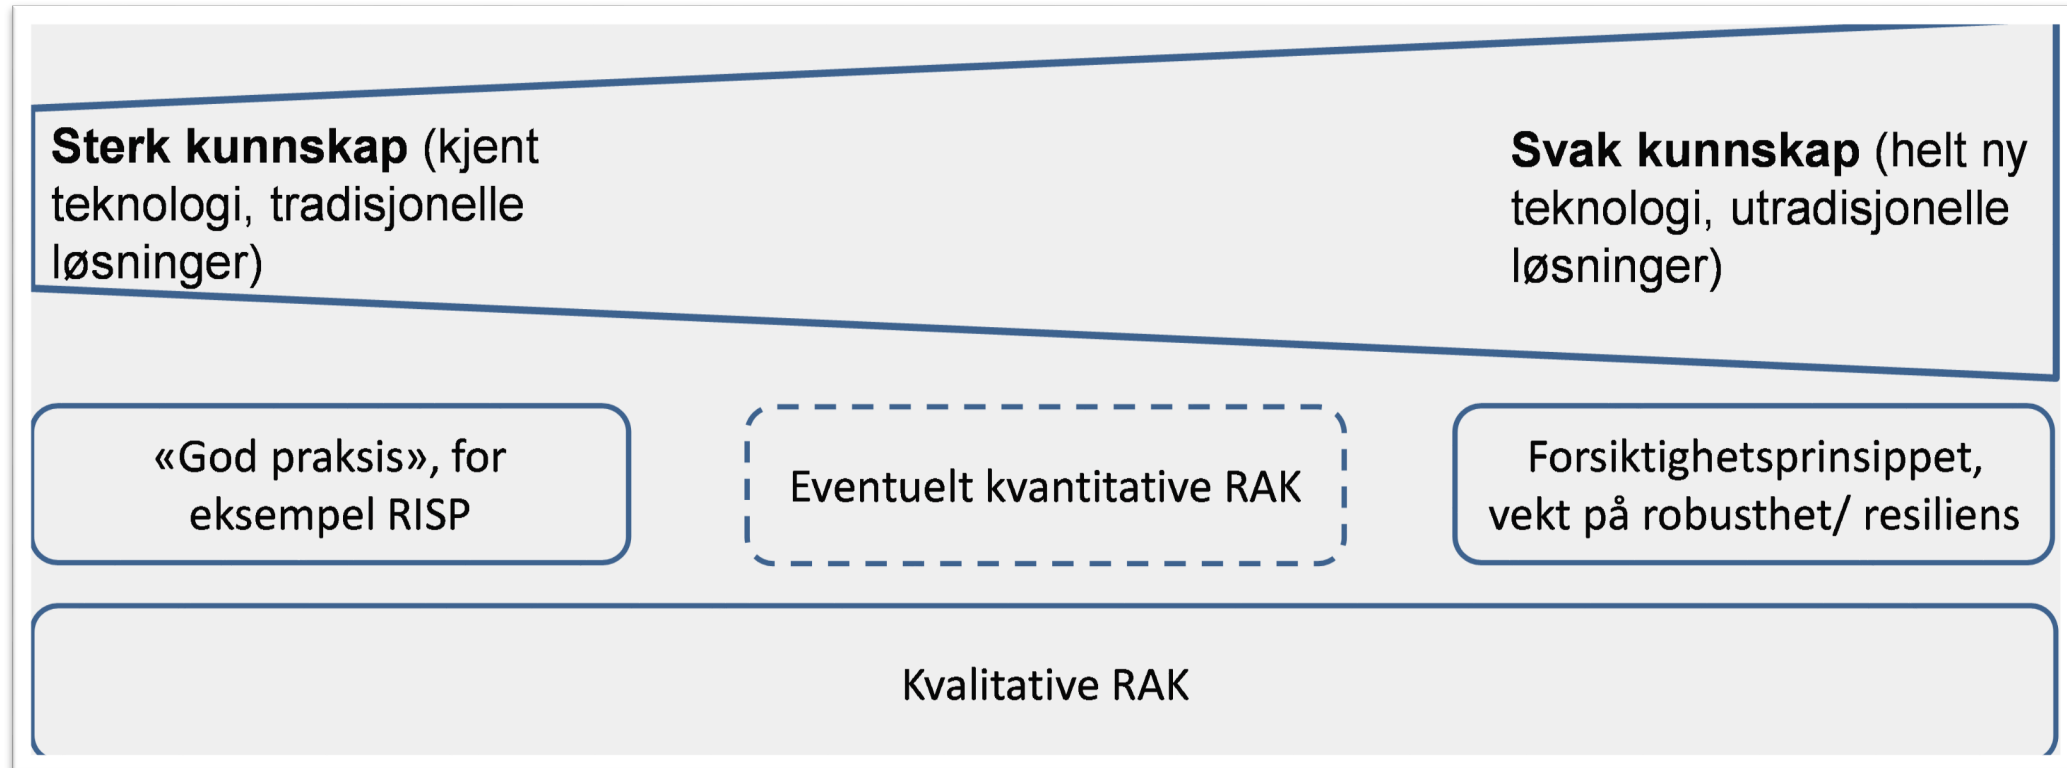 Sterk kunnskap (kjent
teknologi, tradisjonelle
løsninger)
Svak kunnskap (helt ny
teknologi, utradisjonelle
løsninger)
«God praksis», for
eksempel RISP
Eventuelt kvantitative RAK
Forsiktighetsprinsippet,
vekt på robusthet/ resiliens
Kvalitative RAK